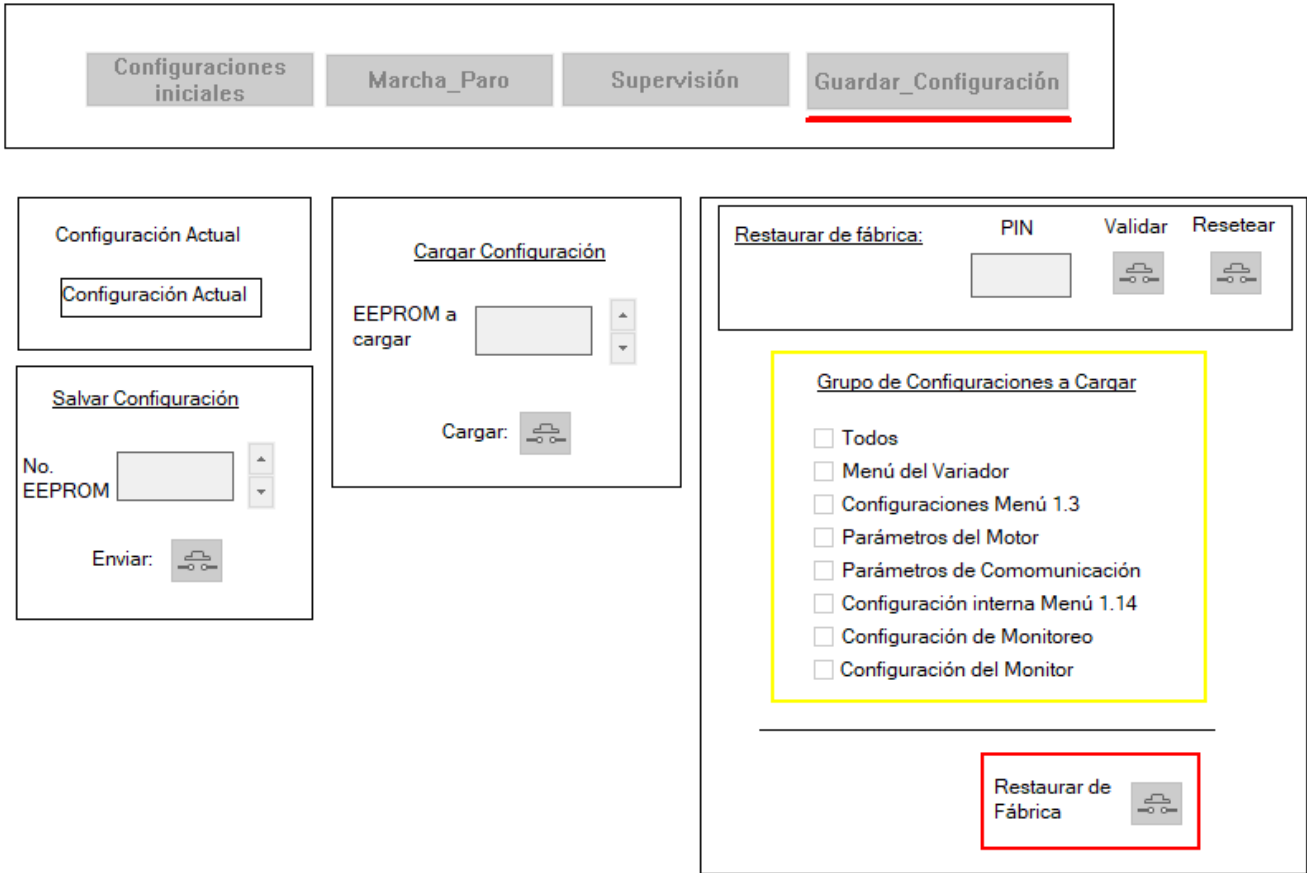 Configuraciones
iniciales
Marcha_Paro
Supervisión
Guardar_Configuración
Configuración Actual
Configuración Actual
Salvar Configuración
No.
EEPROM
Enviar:
Cargar Configuración
EEPROM a
cargar
Cargar:
Restaurar de fábrica:
PIN
Validar
Resetear
Grupo de Configuraciones a Cargar
Todos
Menú del Variador
Configuraciones Menú 1.3
Parámetros del Motor
Parámetros de Comomunicación
Configuración interna Menú 1.14
Configuración de Monitoreo
Configuración del Monitor
Restaurar de
Fábrica